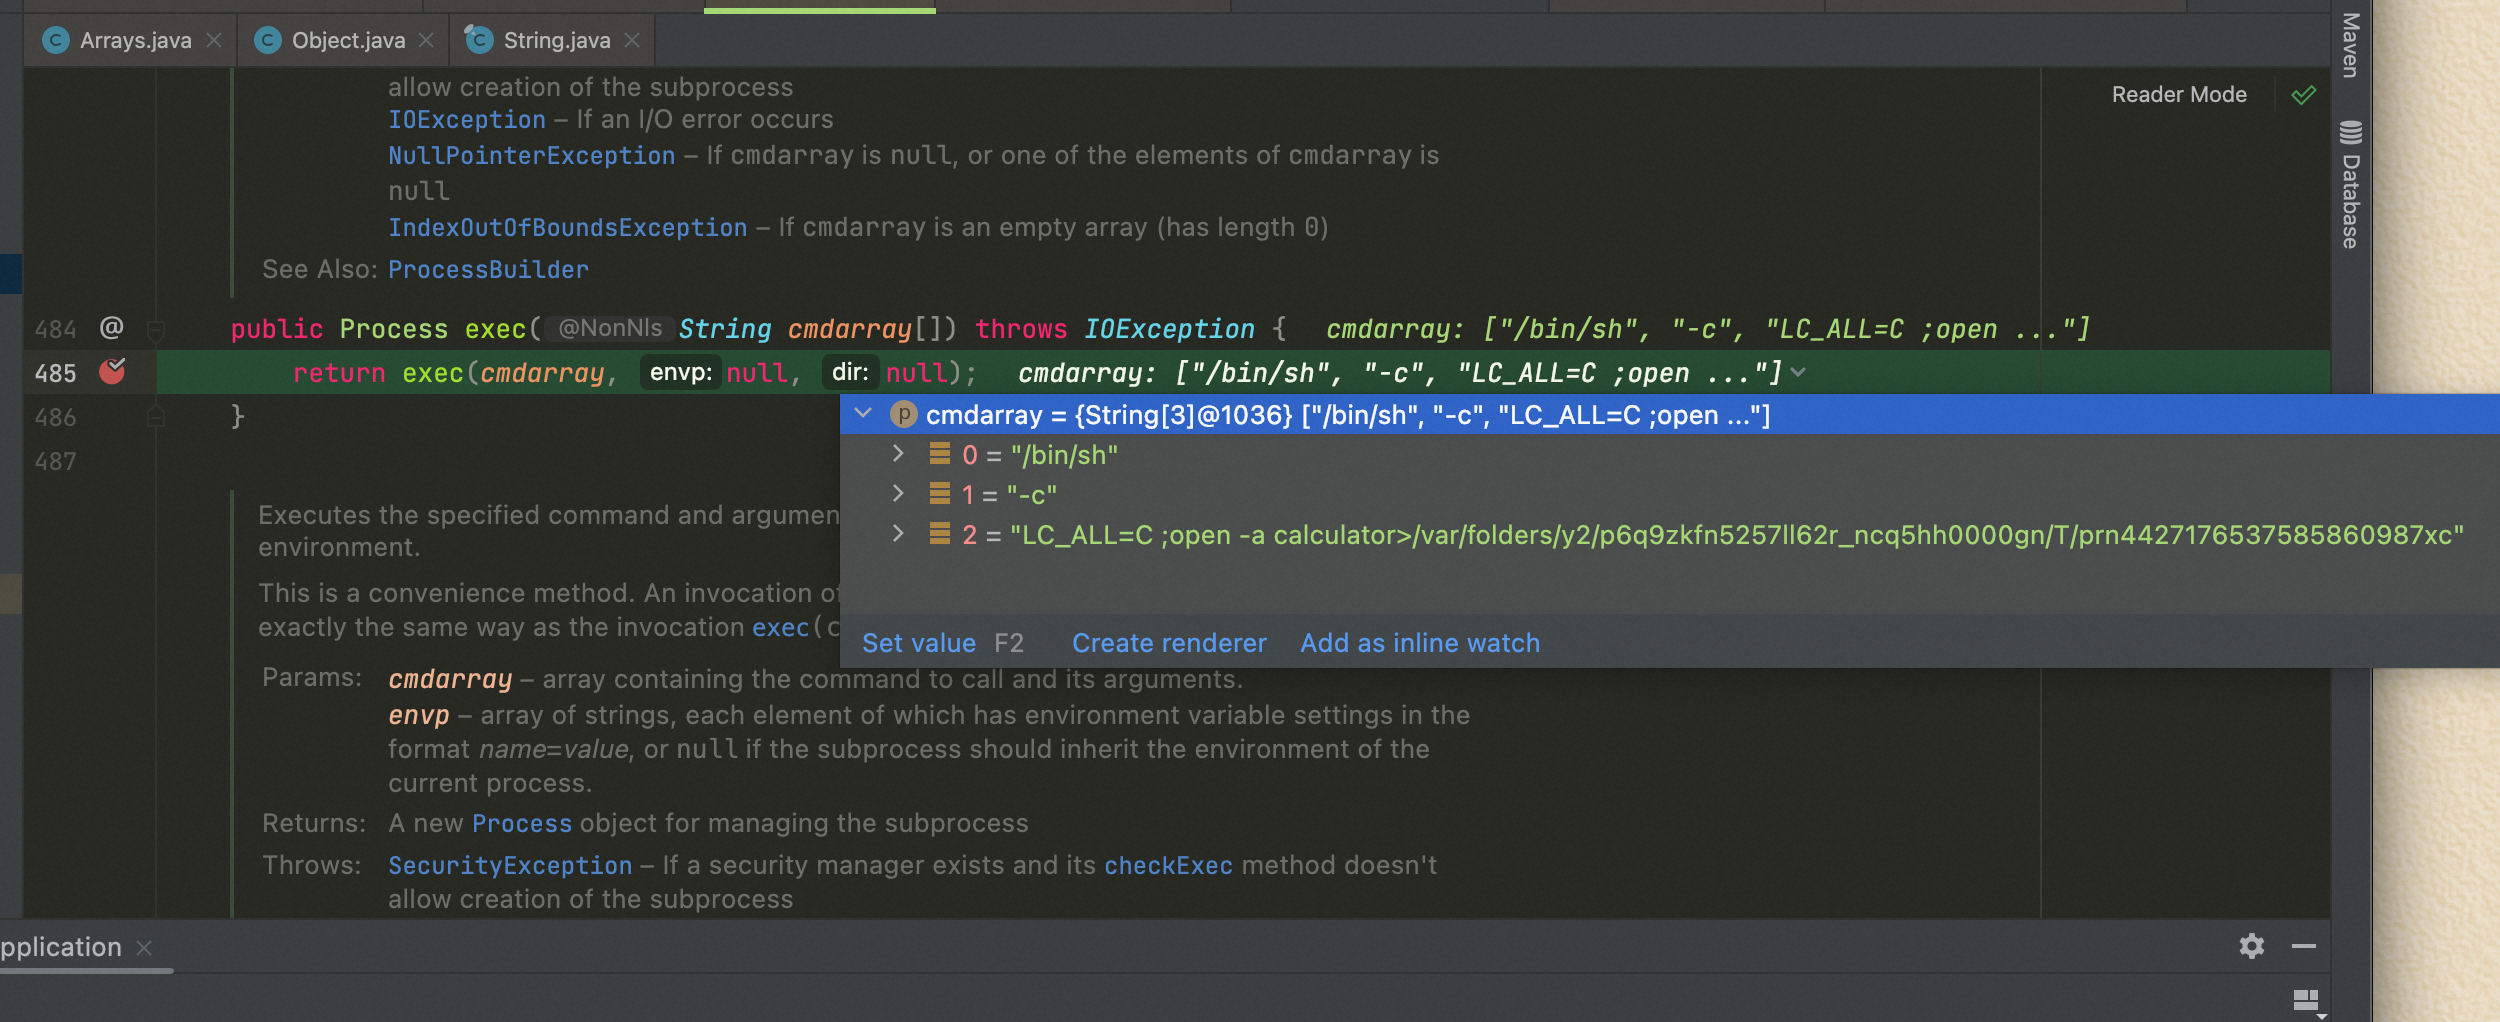 Arrays.java
Object.java
String.java
Maven
Database
Reader Mode
allow creation of the subprocess
IOException – If an I/O error occurs
NullPointerException – If cmdarray is null, or one of the elements of cmdarray is
null
IndexOutOfBoundsException – If cmdarray is an empty array (has length 0)
See Also: ProcessBuilder
484 @ public Process exec( @NonNls String cmdarray[]) throws IOException { cmdarray: ["/bin/sh", "-c", "LC_ALL=C ;open ..."]
485 return exec(cmdarray, envp: null, dir: null); cmdarray: ["/bin/sh", "-c", "LC_ALL=C ;open ..."]
486 }
487
p cmdarray = {String[3]@1036} ["/bin/sh", "-c", "LC_ALL=C ;open ..."]
0 = "/bin/sh"
1 = "-c"
2 = "LC_ALL=C ;open -a calculator>/var/folders/y2/p6q9zkfn5257ll62r_ncq5hh0000gn/T/prn4427176537585860987xc"
Set value F2 Create renderer Add as inline watch
Executes the specified command and argumen
environment.
This is a convenience method. An invocation of
exactly the same way as the invocation exec(c
Params: cmdarray – array containing the command to call and its arguments.
envp – array of strings, each element of which has environment variable settings in the
format name=value, or null if the subprocess should inherit the environment of the
current process.
Returns: A new Process object for managing the subprocess
Throws: SecurityException – If a security manager exists and its checkExec method doesn't
allow creation of the subprocess
pplication